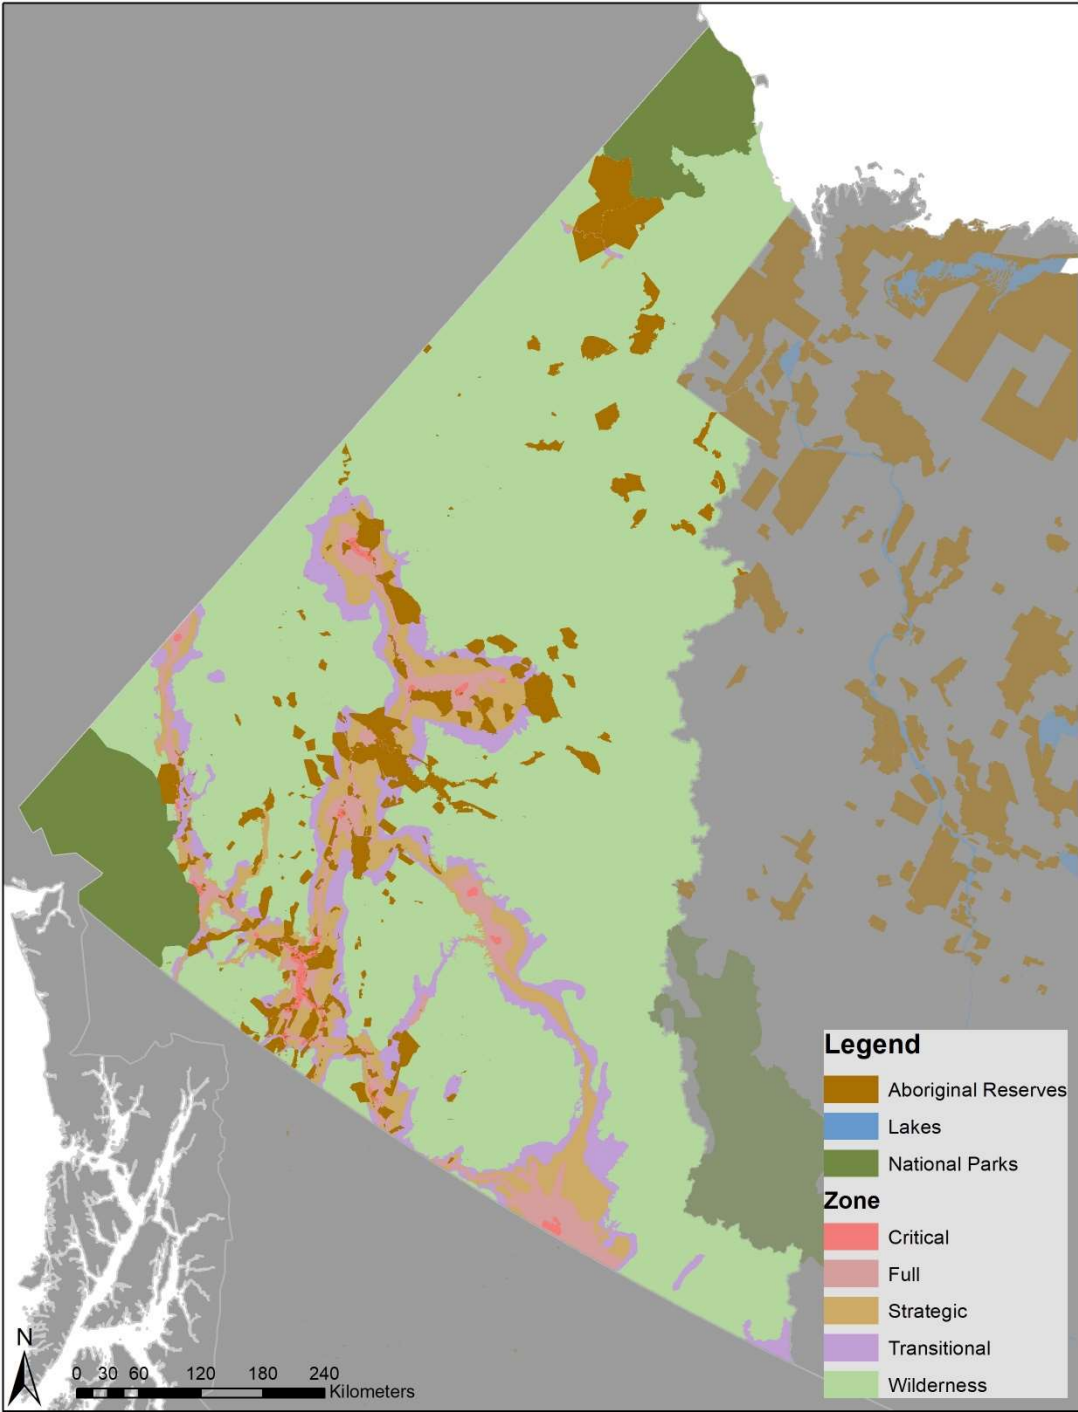 Legend
Aboriginal Reserves
Lakes
National Parks
Zone
Critical
Full
Strategic
Transitional
Wilderness
N
0 30 60 120 180 240
Kilometers